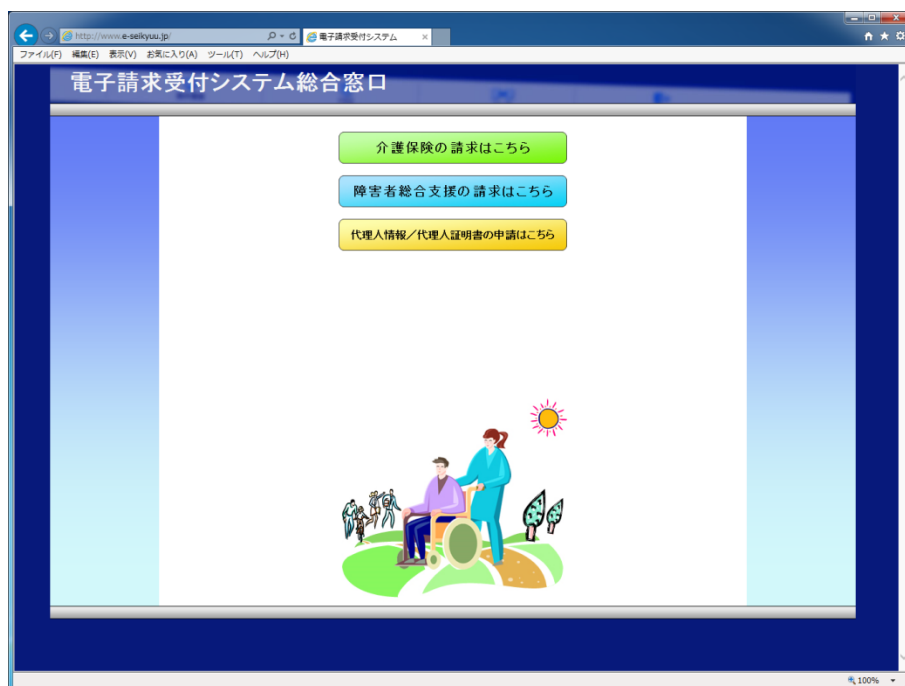 http://www.e-seikyuu.jp/
電子請求受付システム
ファイル(F) 編集(E) 表示(V) お気に入り(A) ツール(T) ヘルプ(H)
電子請求受付システム総合窓口
介護保険の請求はこちら
障害者総合支援の請求はこちら
代理人情報／代理人証明書の申請はこちら
100%